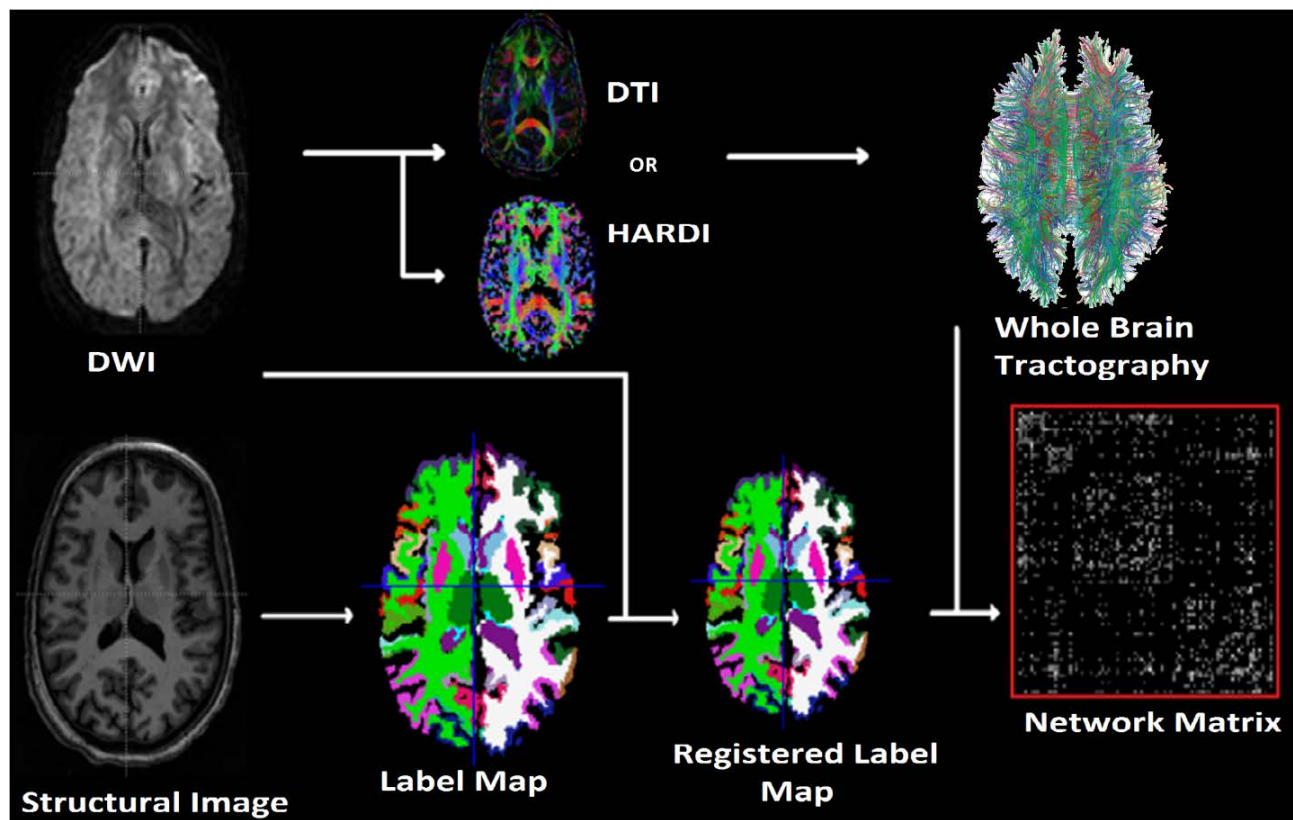 DTI
OR
HARDI
DWI
Whole Brain
Tractography
Structural Image
Label Map
Registered Label
Map
Network Matrix